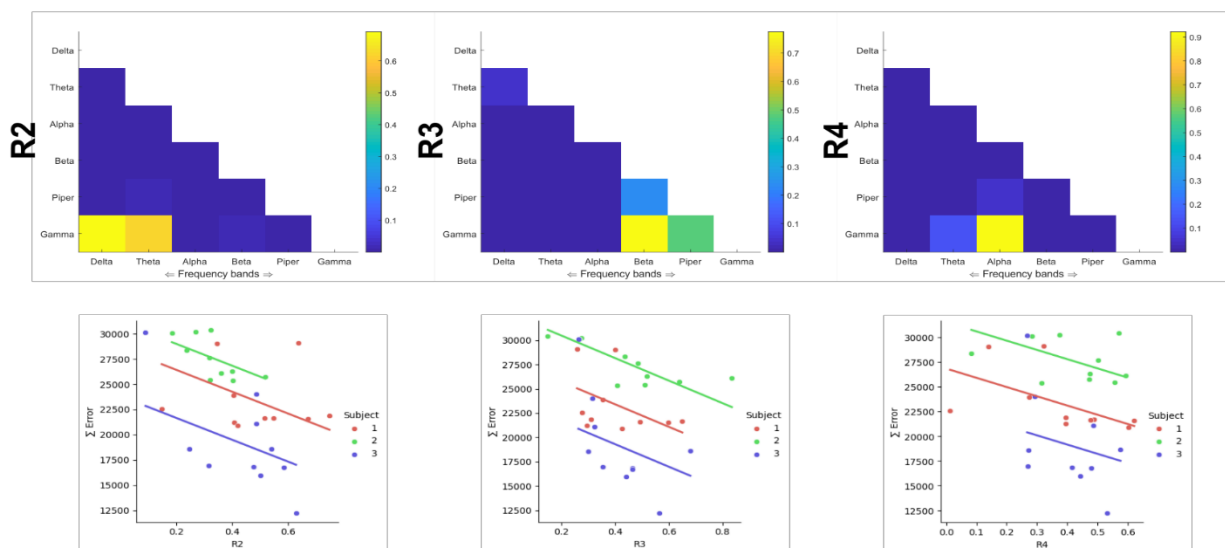 R2
Delta
Theta
Alpha
Beta
Piper
Gamma
Delta Theta Alpha Beta Piper Gamma
⇐ Frequency bands ⇒
0.6
0.5
0.4
0.3
0.2
0.1
R3
Delta
Theta
Alpha
Beta
Piper
Gamma
Delta Theta Alpha Beta Piper Gamma
⇐ Frequency bands ⇒
0.7
0.6
0.5
0.4
0.3
0.2
0.1
R4
Delta
Theta
Alpha
Beta
Piper
Gamma
Delta Theta Alpha Beta Piper Gamma
⇐ Frequency bands ⇒
0.9
0.8
0.7
0.6
0.5
0.4
0.3
0.2
0.1
∑ Error
30000
27500
25000
22500
20000
17500
15000
12500
0.2 0.4 0.6
R2
Subject
1
2
3
∑ Error
30000
27500
25000
22500
20000
17500
15000
12500
0.2 0.4 0.6 0.8
R3
Subject
1
2
3
∑ Error
30000
27500
25000
22500
20000
17500
15000
12500
0.0 0.1 0.2 0.3 0.4 0.5 0.6
R4
Subject
1
2
3